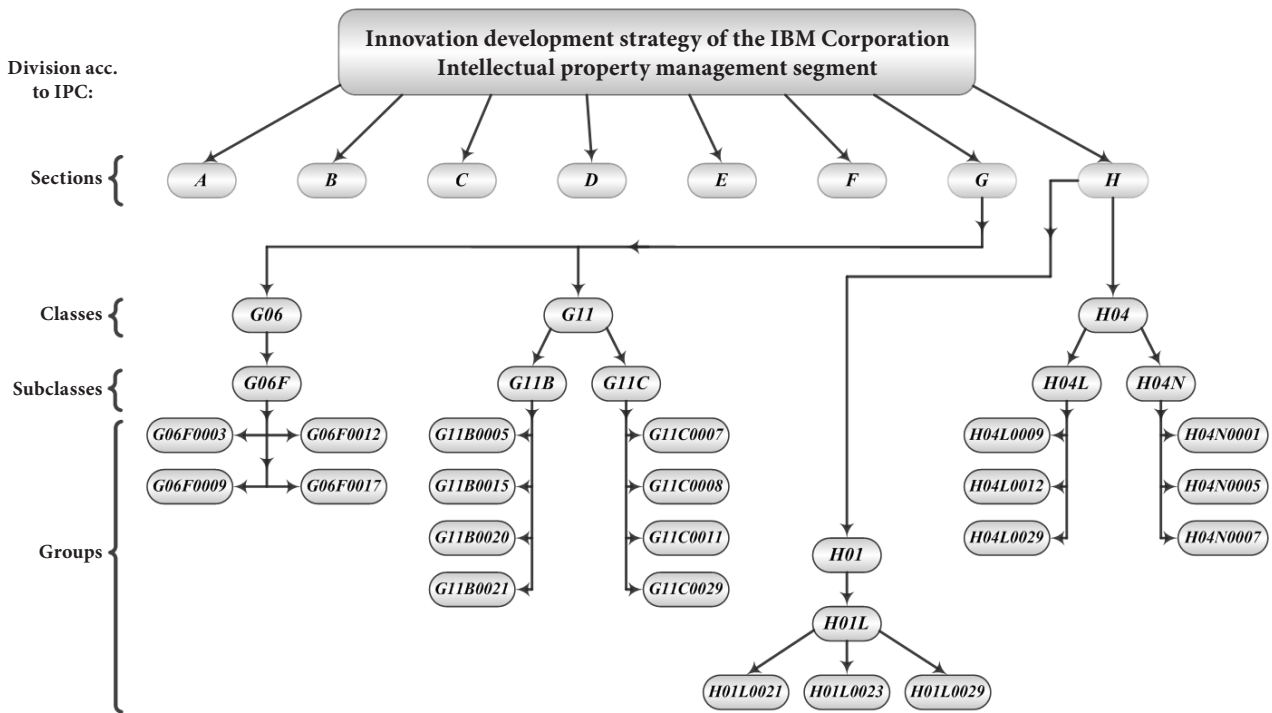 Innovation development strategy of the IBM Corporation
Intellectual property management segment
Division acc.
to IPC:
Sections
A
B
C
D
E
F
G
H
Classes
G06
G11
H04
Subclasses
G06F
G11B
G11C
H04L
H04N
Groups
G06F0003
G06F0012
G11B0005
G11C0007
H04L0009
H04N0001
G06F0009
G06F0017
G11B0015
G11C0008
H04L0012
H04N0005
G11B0020
G11C0011
H04L0029
H04N0007
H01
G11B0021
G11C0029
H01L
H01L0021
H01L0023
H01L0029